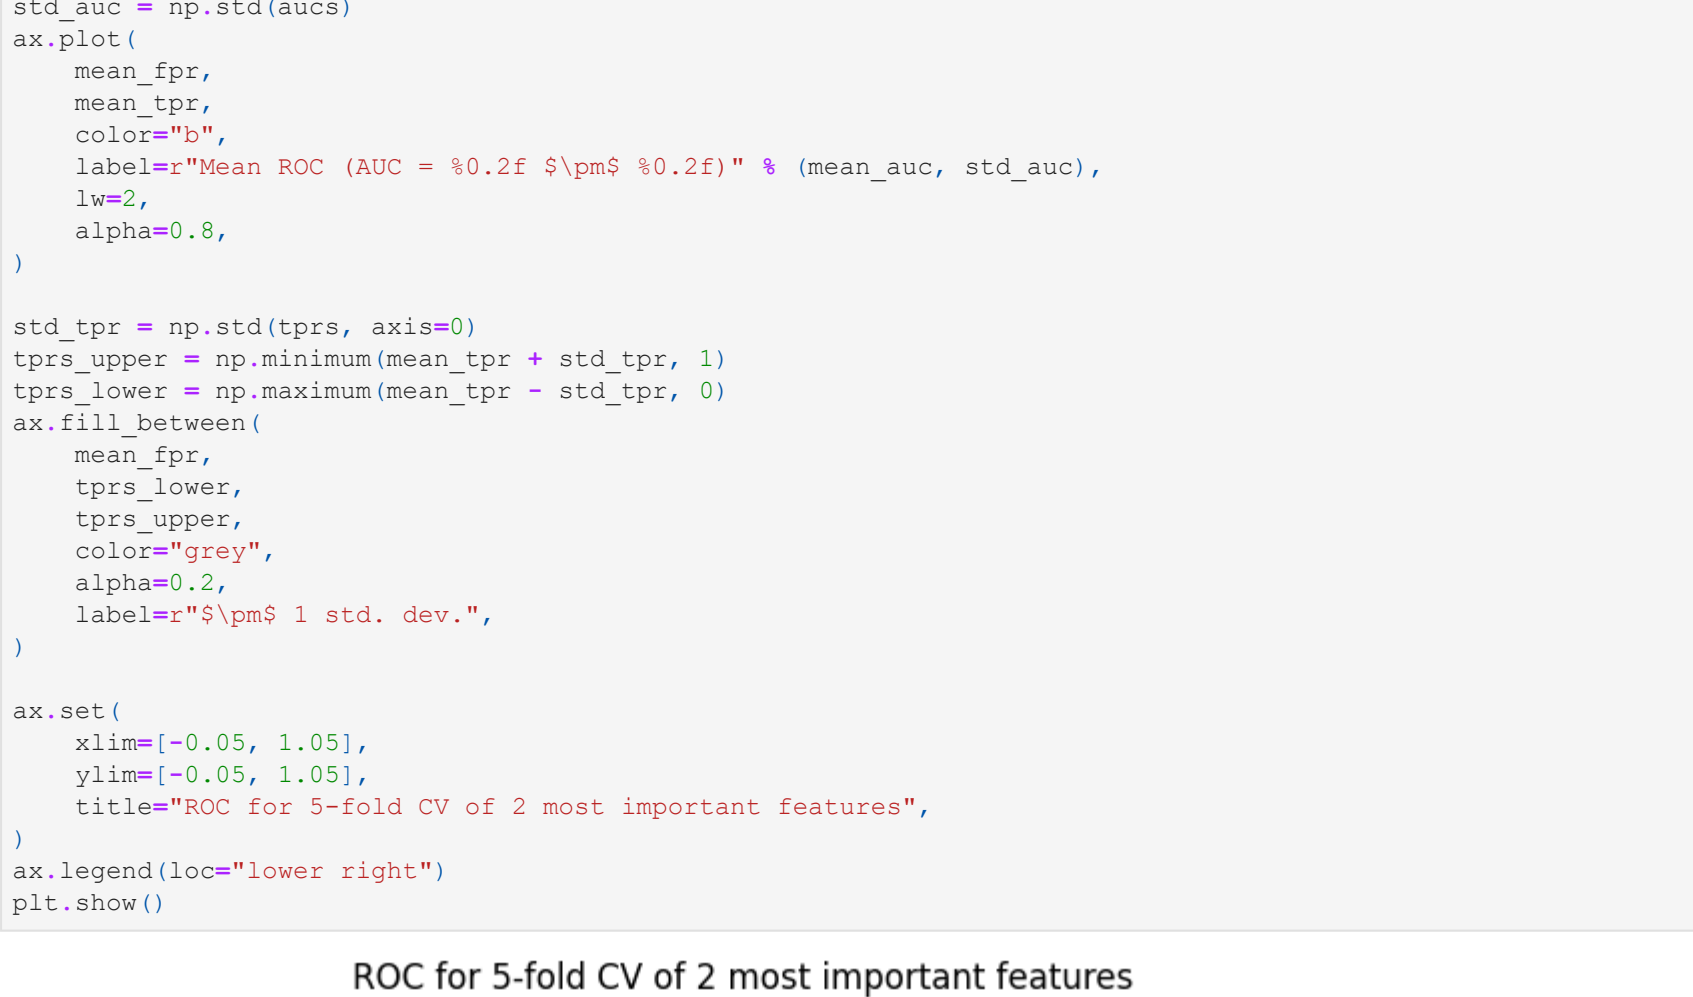 std_auc = np.std(aucs)
ax.plot(
    mean_fpr,
    mean_tpr,
    color="b",
    label=r"Mean ROC (AUC = %0.2f $\pm$ %0.2f)" % (mean_auc, std_auc),
    lw=2,
    alpha=0.8,
)

std_tpr = np.std(tprs, axis=0)
tprs_upper = np.minimum(mean_tpr + std_tpr, 1)
tprs_lower = np.maximum(mean_tpr - std_tpr, 0)
ax.fill_between(
    mean_fpr,
    tprs_lower,
    tprs_upper,
    color="grey",
    alpha=0.2,
    label=r"$\pm$ 1 std. dev.",
)

ax.set(
    xlim=[-0.05, 1.05],
    ylim=[-0.05, 1.05],
    title="ROC for 5-fold CV of 2 most important features",
)
ax.legend(loc="lower right")
plt.show()
ROC for 5-fold CV of 2 most important features